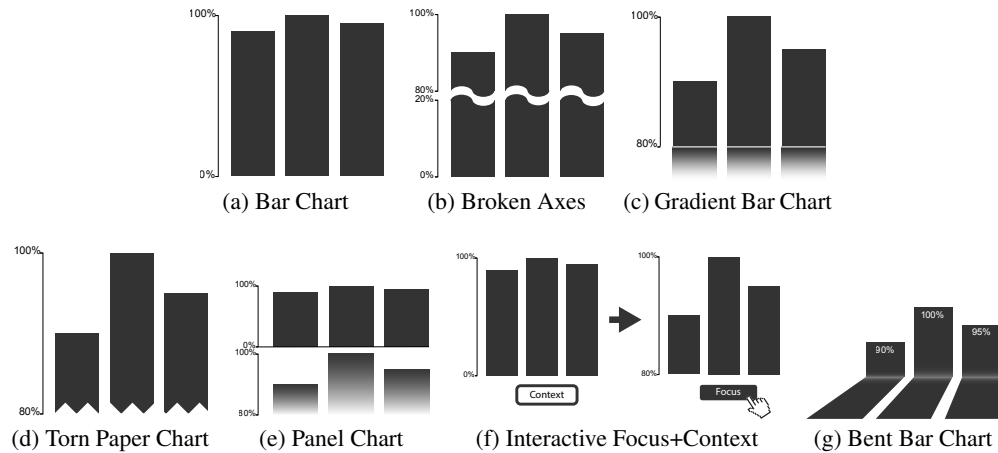 100%
0%
(a) Bar Chart
100%
80%
20%
0%
(b) Broken Axes
100%
80%
(c) Gradient Bar Chart
100%
80%
(d) Torn Paper Chart
100%
0%
100%
80%
(e) Panel Chart
100%
0%
Context
100%
80%
Focus
(f) Interactive Focus+Context
90%
100%
95%
(g) Bent Bar Chart